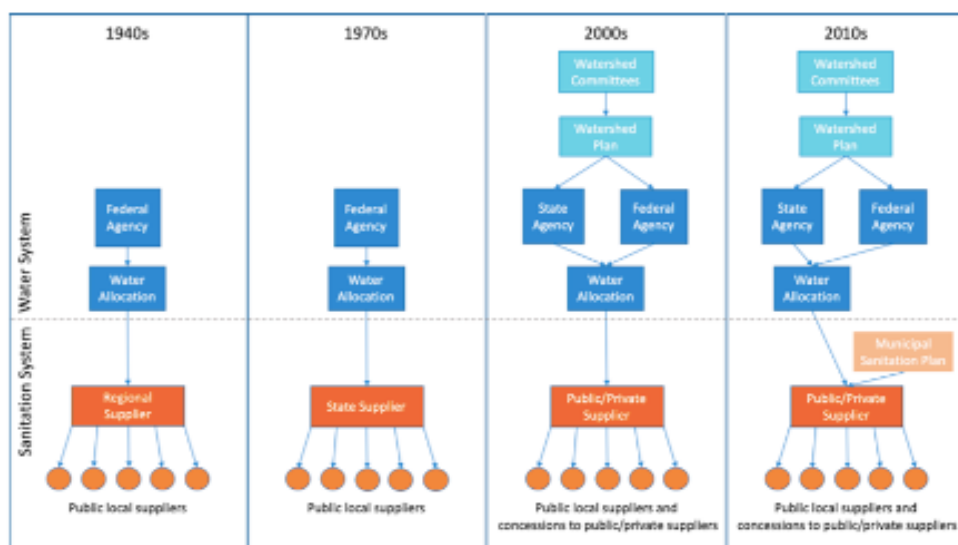 1940s
1970s
2000s
2010s
Water System
Sanitation System
Federal
Agency
Water
Allocation
Regional
Supplier
Public local suppliers
Federal
Agency
Water
Allocation
State Supplier
Public local suppliers
Watershed
Committees
Watershed
Plan
State
Agency
Federal
Agency
Water
Allocation
Public/Private
Supplier
Public local suppliers and
concessions to public/private suppliers
Watershed
Committees
Watershed
Plan
State
Agency
Federal
Agency
Water
Allocation
Municipal
Sanitation Plan
Public/Private
Supplier
Public local suppliers and
concessions to public/private suppliers